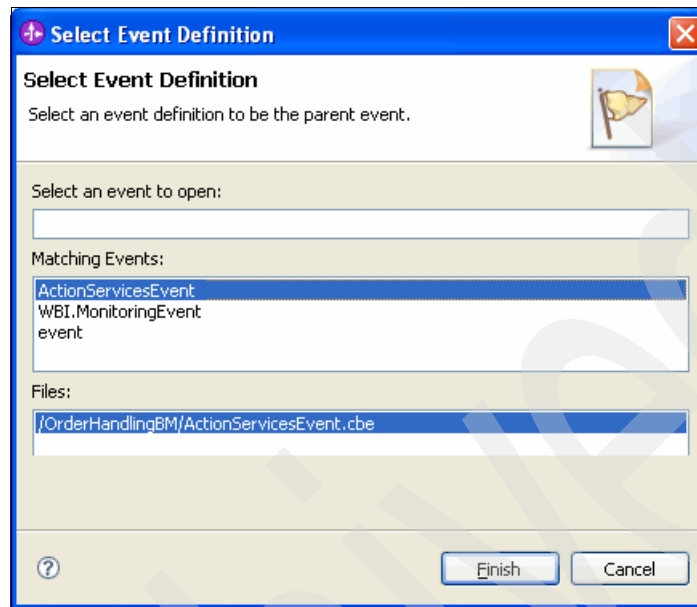 Select Event Definition
Select Event Definition
Select an event definition to be the parent event.
Select an event to open:
Matching Events:
ActionServicesEvent
WBI.MonitoringEvent
event
Files:
/OrderHandlingBM/ActionServicesEvent.cbe
?
Finish
Cancel